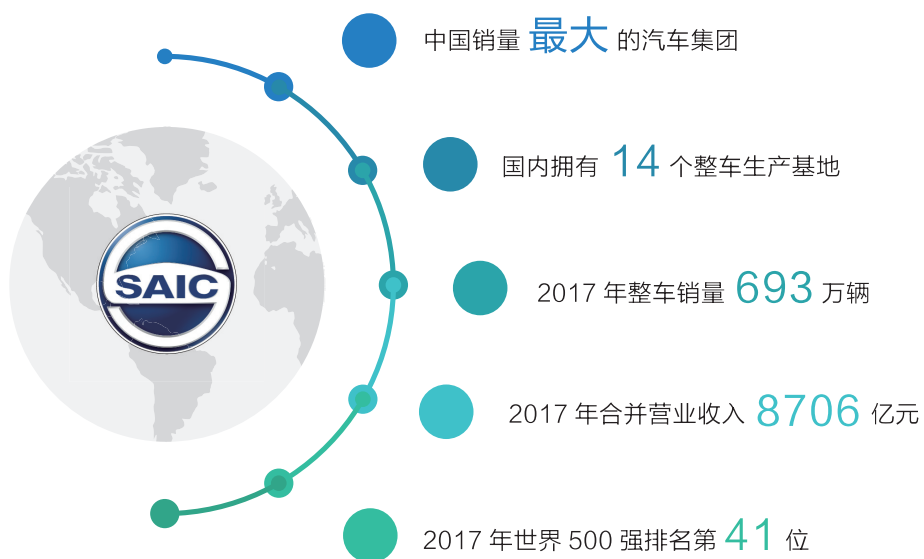 中国销量 最大 的汽车集团
国内拥有 14 个整车生产基地
SAIC
2017 年整车销量 693 万辆
2017 年合并营业收入 8706 亿元
2017 年世界 500 强排名第 41 位